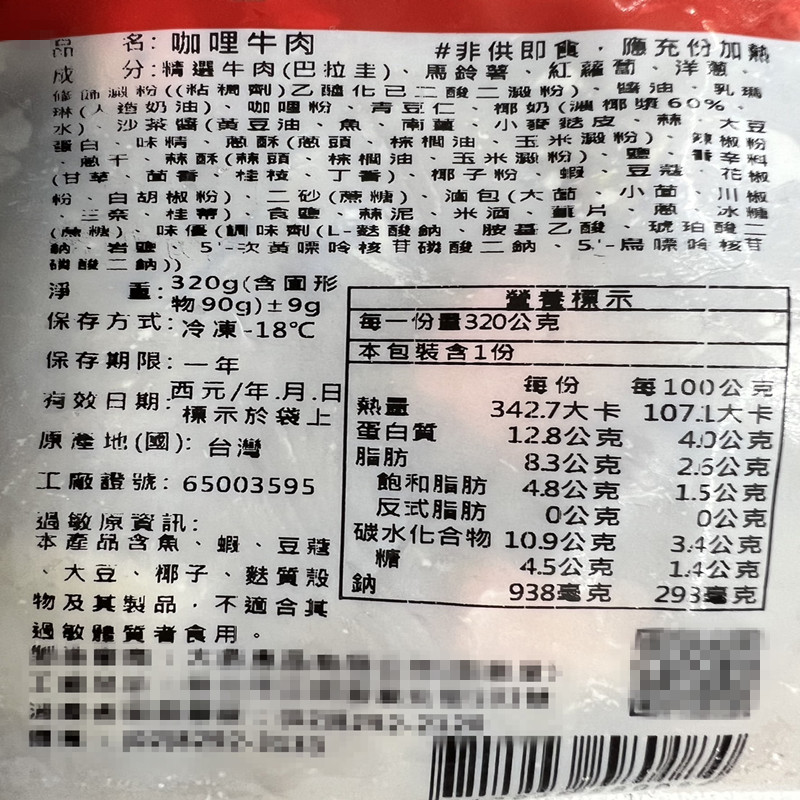 品 名: 咖哩牛肉 #非供即食，應充份加熱
成 分:精選牛肉(巴拉圭)、馬鈴薯、紅蘿蔔、洋蔥、
修飾澱粉((粘稠劑)乙醯化己二酸二澱粉)、醬油、乳瑪
琳(人造奶油)、咖哩粉、青豆仁、椰奶(濃椰漿60%、
水)、沙茶醬(黃豆油、魚、南薑、小麥麩皮、蒜、大豆
蛋白、味精、蔥酥(蔥頭、棕櫚油、玉米澱粉)、辣椒粉
、蔥干、蒜酥(蒜頭、棕櫚油、玉米澱粉)、鹽、香辛料
(甘草、茴香、桂枝、丁香)、椰子粉、蝦、豆蔻、花椒
粉、白胡椒粉)、二砂(蔗糖)、滷包(大茴、小茴、川椒
、三奈、桂蕢)、食鹽、蒜泥、米酒、薑片、蔥、冰糖
(蔗糖)、味優(調味劑(L-麩酸鈉、胺基乙酸、琥珀酸二
鈉、岩鹽、5'-次黃嘌呤核苷磷酸二鈉、5'-鳥嘌呤核苷
磷酸二鈉))
淨 重:320g(含固形
物90g)±9g
保存方式:冷凍-18℃
保存期限:一年
有效日期:西元/年.月.日
標示於袋上
原產地(國):台灣
工廠證號:65003595
過敏原資訊:
本產品含魚、蝦、豆蔻
、大豆、椰子、麩質殼
物及其製品，不適合其
過敏體質者食用。
營養標示
每一份量320公克
本包裝含1份
每份 每100公克
熱量 342.7大卡 107.1大卡
蛋白質 12.8公克 4.0公克
脂肪 8.3公克 2.6公克
飽和脂肪 4.8公克 1.5公克
反式脂肪 0公克 0公克
碳水化合物 10.9公克 3.4公克
糖 4.5公克 1.4公克
鈉 938毫克 293毫克